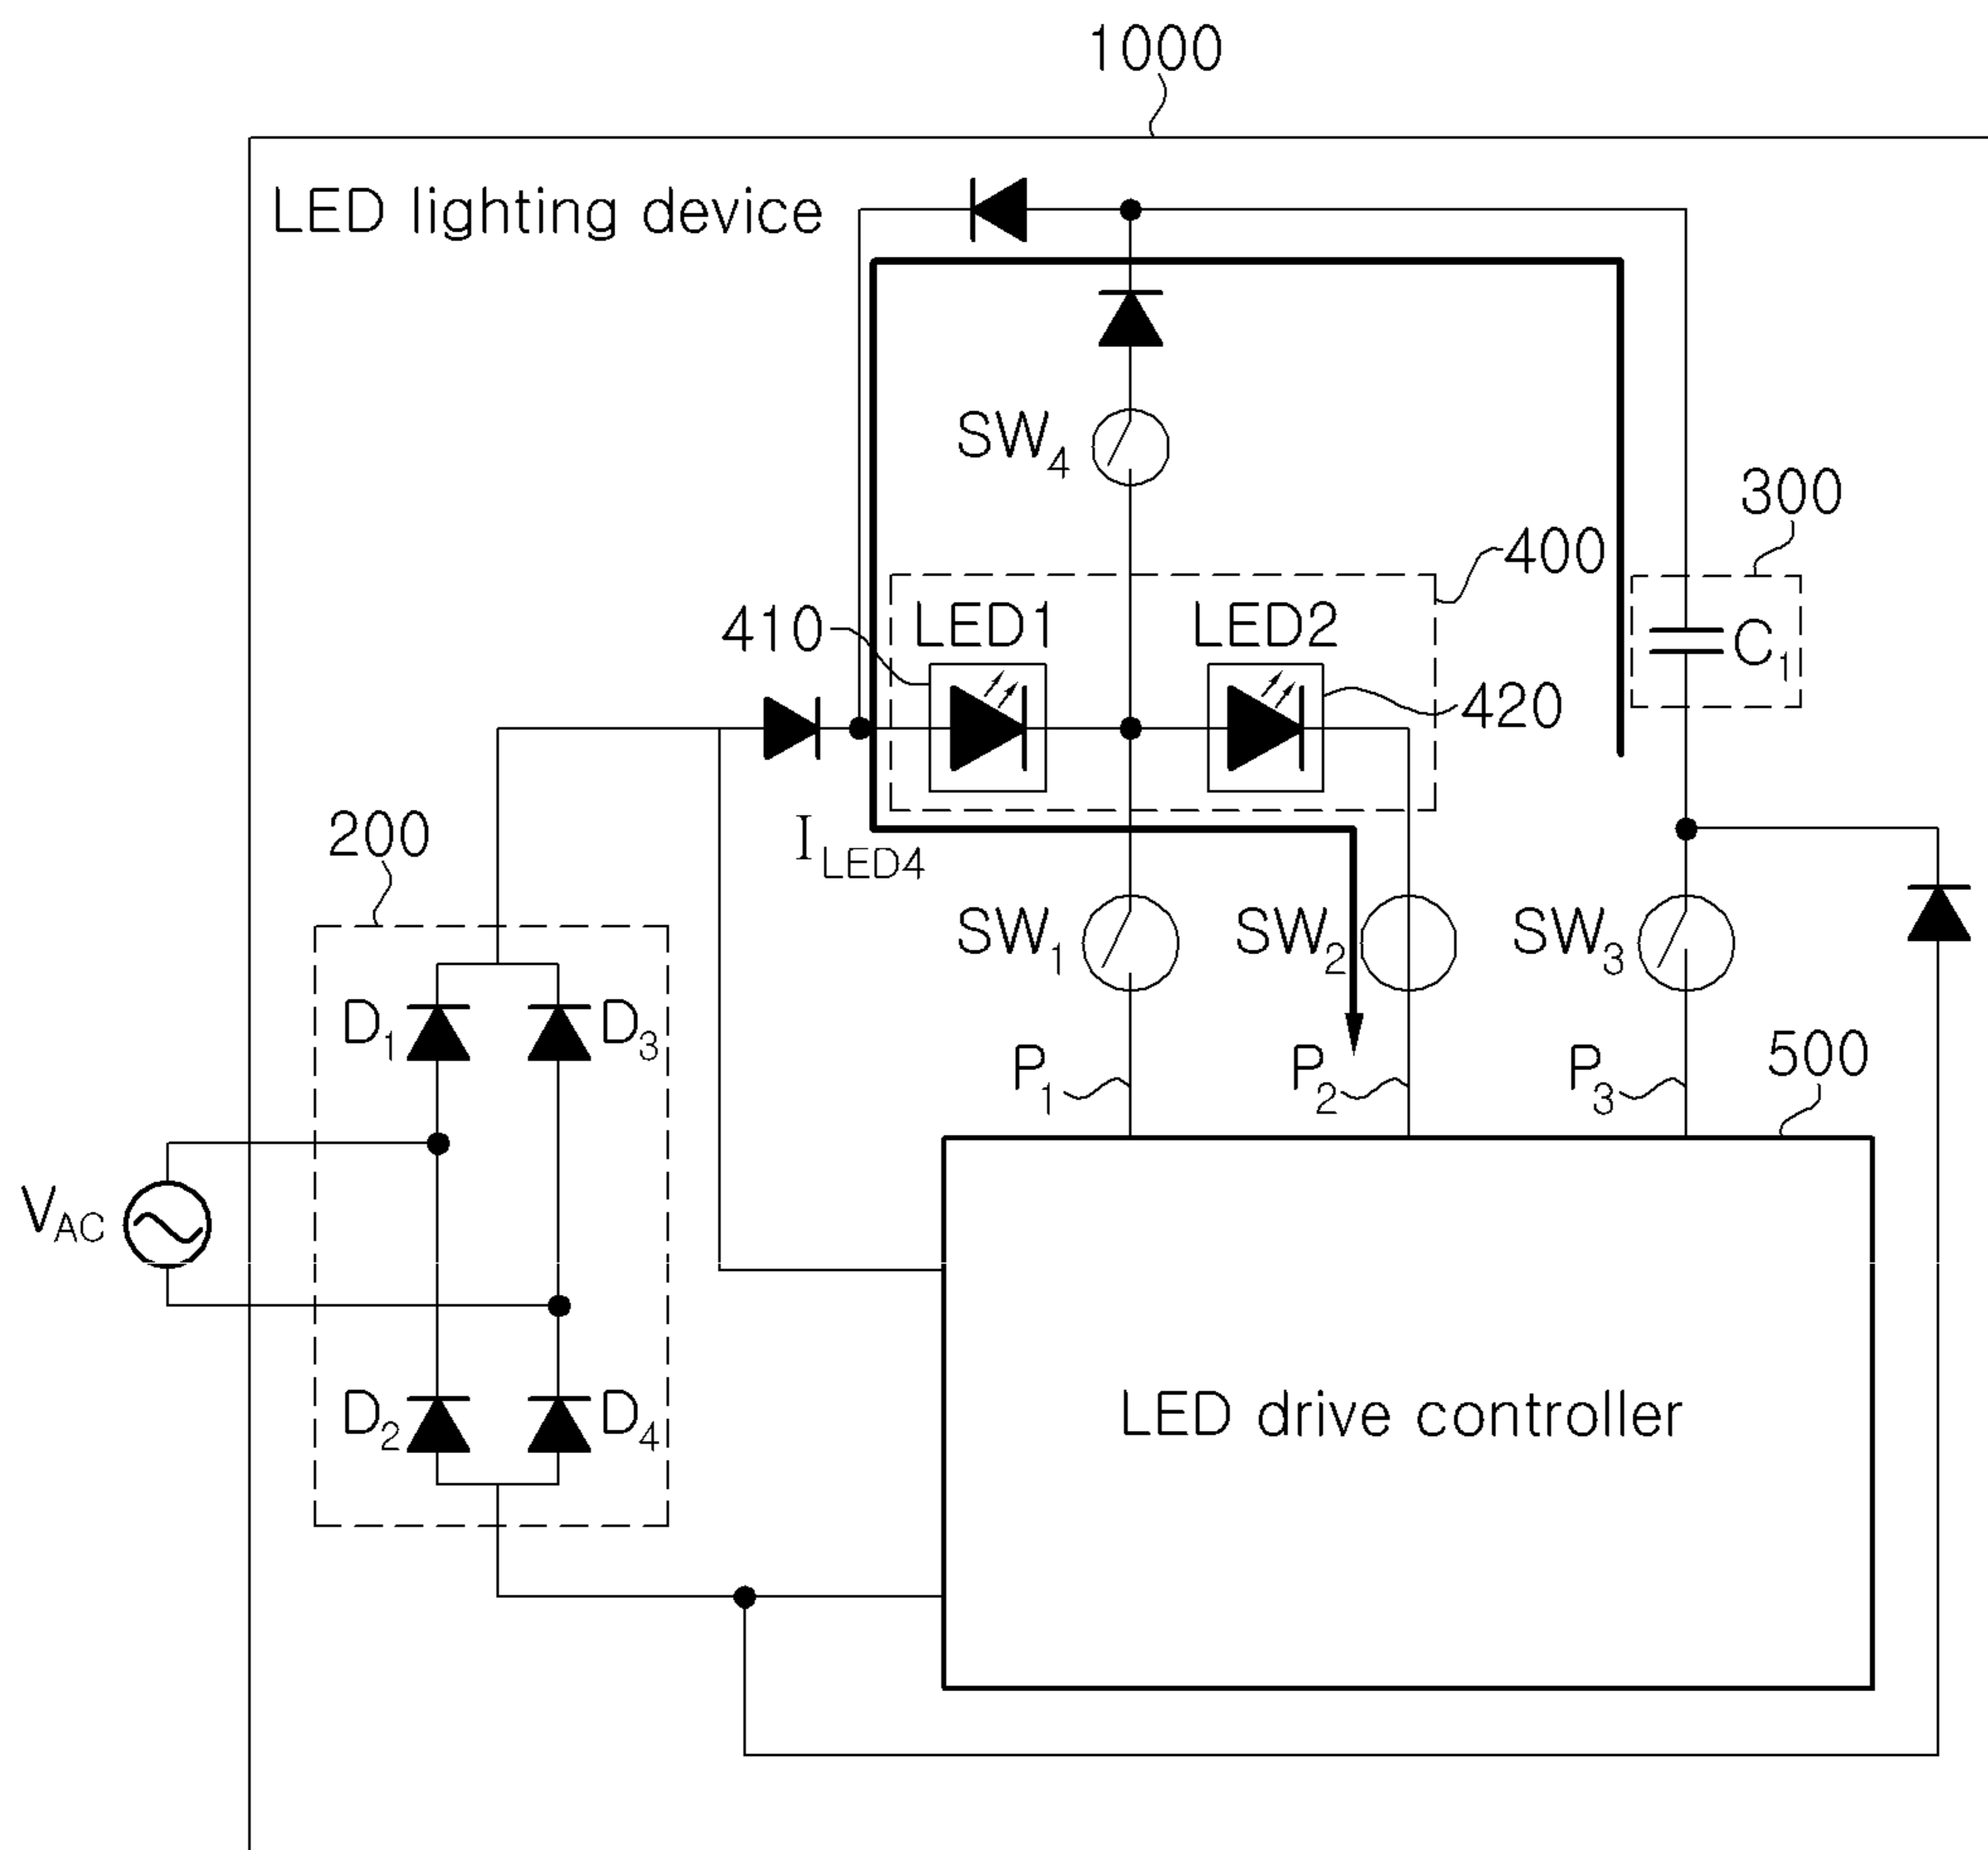 1000
LED lighting device
SW4
300
400
LED1
LED2
410
C1
420
ILED4
200
SW1
SW2
SW3
D1
D3
P1
P2
P3
500
VAC
D2
D4
LED drive controller